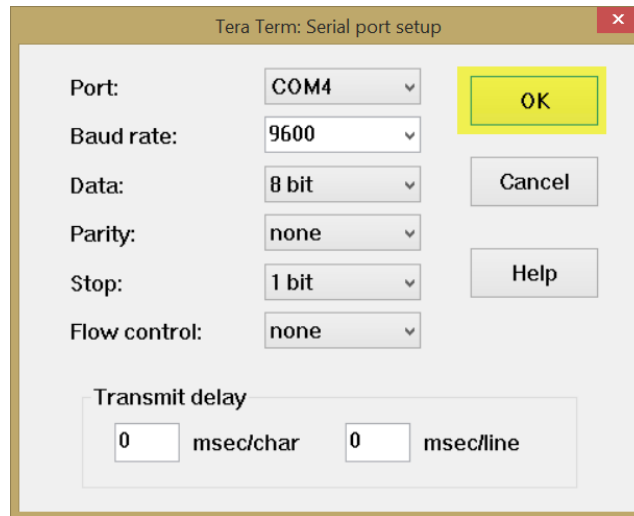 Tera Term: Serial port setup
Port: COM4
OK
Baud rate: 9600
Data: 8 bit
Cancel
Parity: none
Stop: 1 bit
Help
Flow control: none
Transmit delay
0 msec/char 0 msec/line